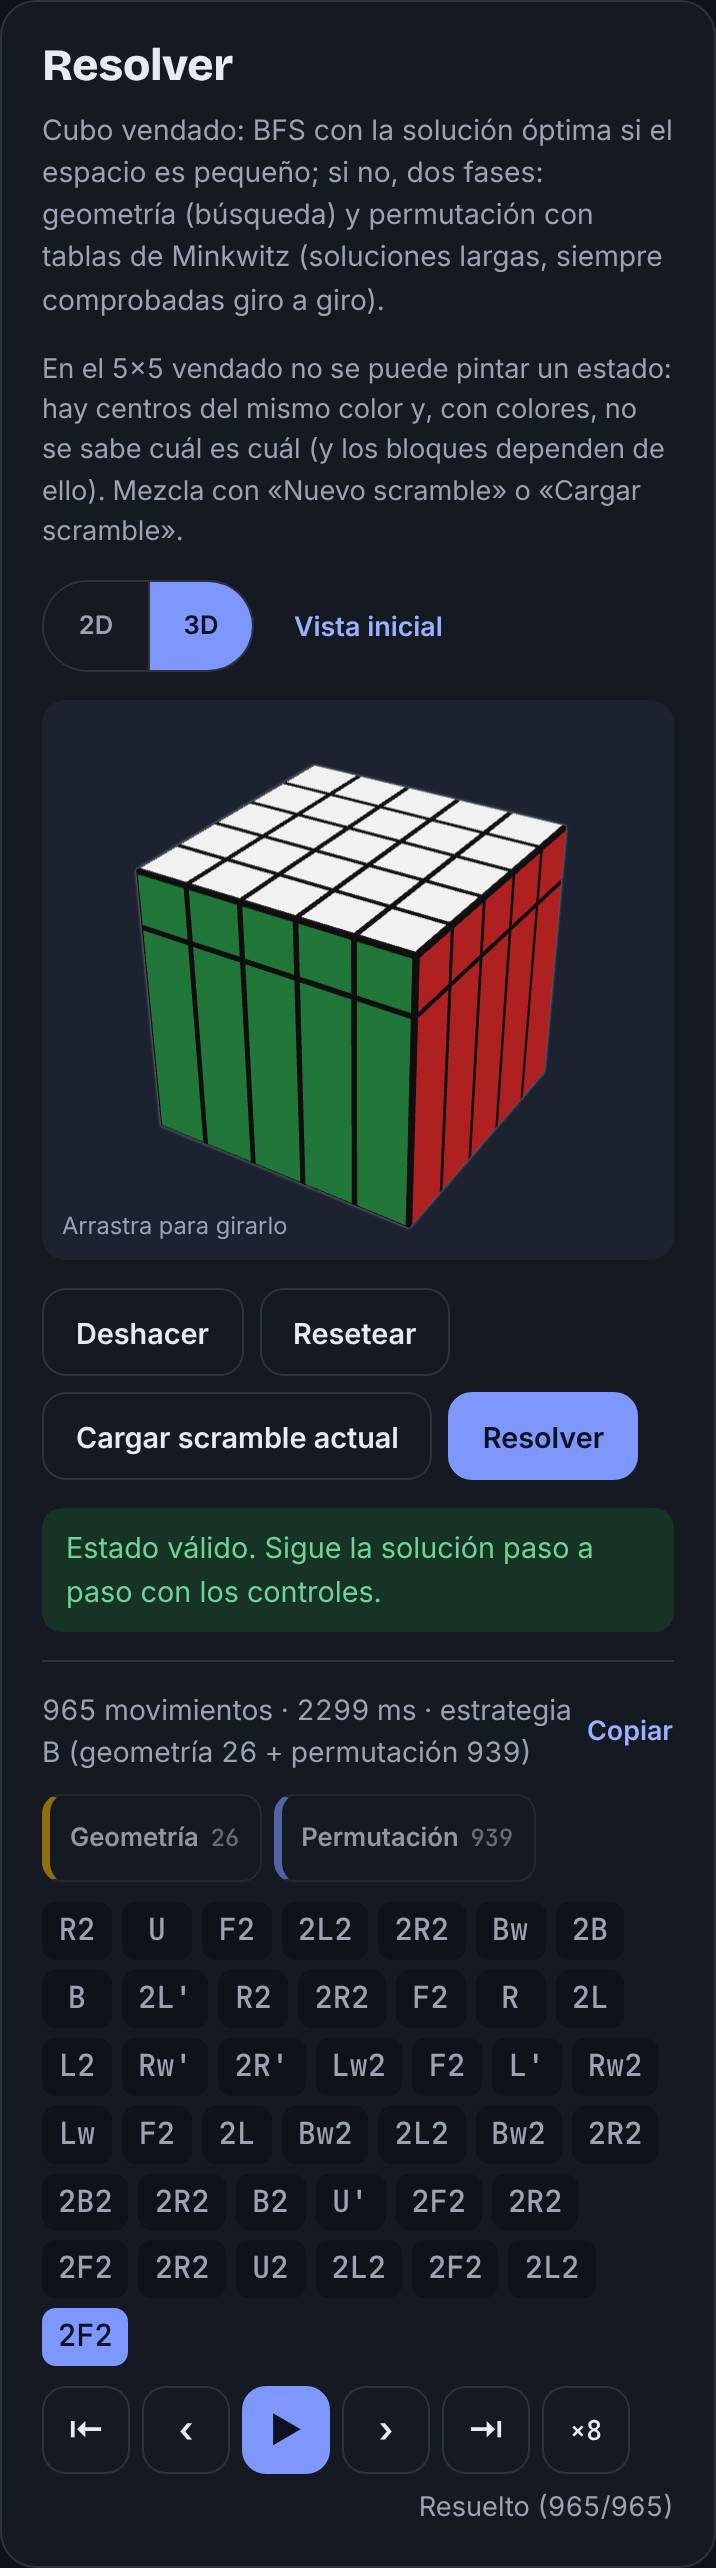 Resolver
Cubo vendado: BFS con la solución óptima si el
espacio es pequeño; si no, dos fases:
geometría (búsqueda) y permutación con
tablas de Minkwitz (soluciones largas, siempre
comprobadas giro a giro).
En el 5×5 vendado no se puede pintar un estado:
hay centros del mismo color y, con colores, no
se sabe cuál es cuál (y los bloques dependen de
ello). Mezcla con «Nuevo scramble» o «Cargar
scramble».
2D 3D Vista inicial
Arrastra para girarlo
Deshacer Resetear
Cargar scramble actual Resolver
Estado válido. Sigue la solución paso a
paso con los controles.
965 movimientos · 2299 ms · estrategia
B (geometría 26 + permutación 939)
Copiar
Geometría 26 Permutación 939
R2 U F2 2L2 2R2 Bw 2B
B 2L' R2 2R2 F2 R 2L
L2 Rw' 2R' Lw2 F2 L' Rw2
Lw F2 2L Bw2 2L2 Bw2 2R2
2B2 2R2 B2 U' 2F2 2R2
2F2 2R2 U2 2L2 2F2 2L2
2F2
×8
Resuelto (965/965)